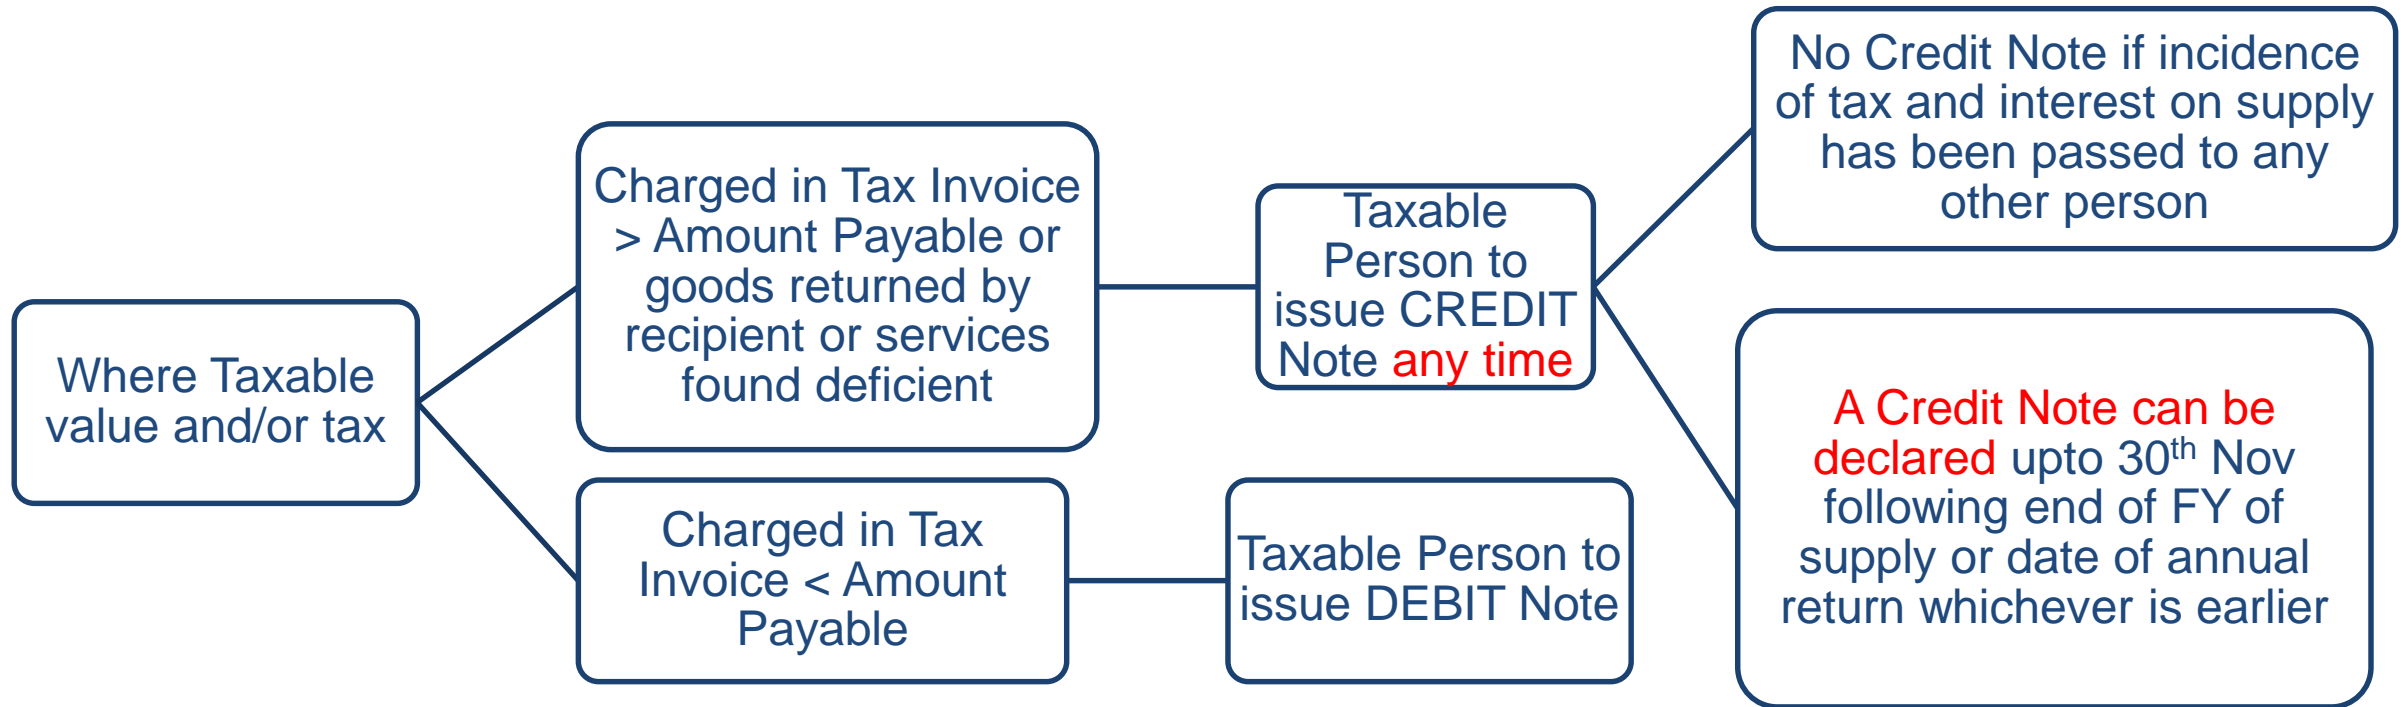 Where Taxable
value and/or tax
Charged in Tax Invoice
> Amount Payable or
goods returned by
recipient or services
found deficient
Taxable
Person to
issue CREDIT
Note any time
No Credit Note if incidence
of tax and interest on supply
has been passed to any
other person
A Credit Note can be
declared upto 30th Nov
following end of FY of
supply or date of annual
return whichever is earlier
Charged in Tax
Invoice < Amount
Payable
Taxable Person to
issue DEBIT Note